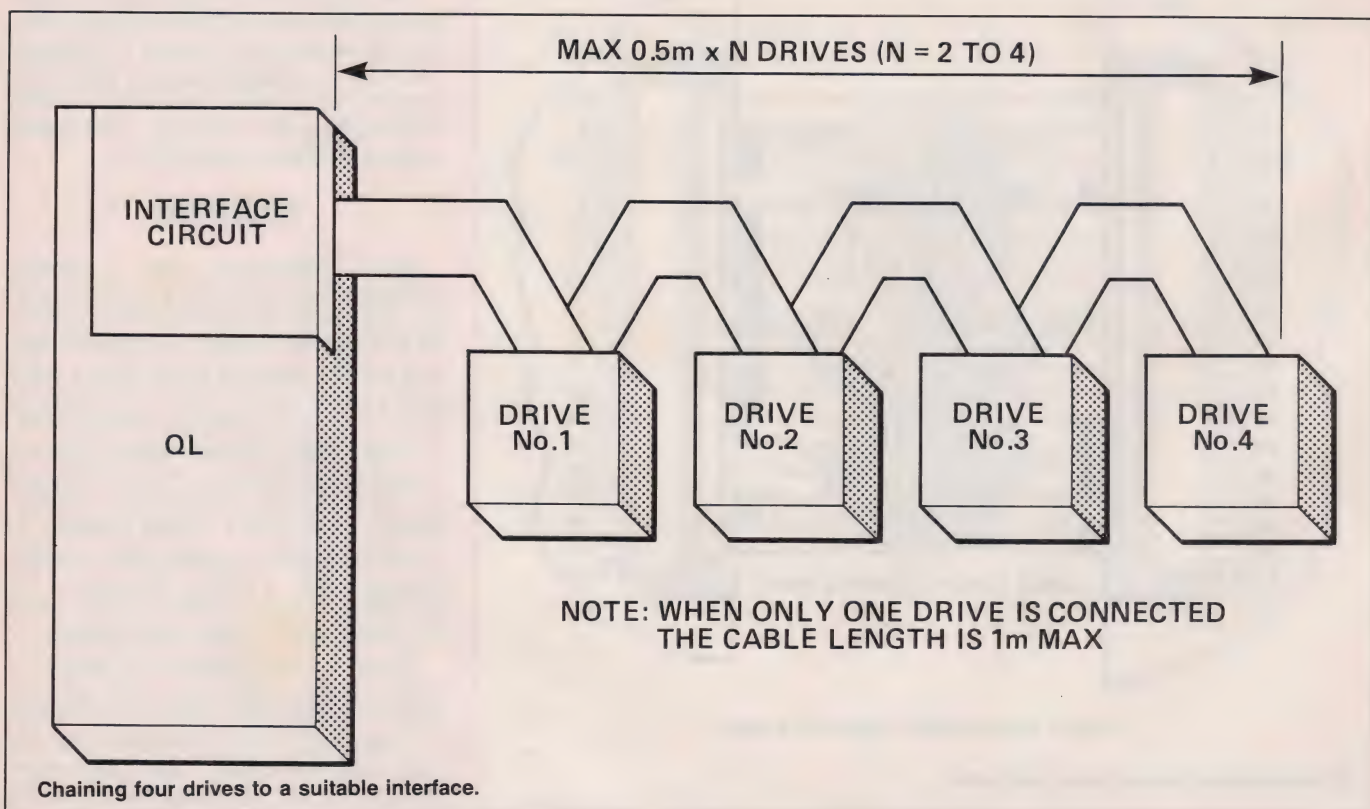 MAX 0.5m x N DRIVES (N = 2 TO 4)
INTERFACE
CIRCUIT
QL
DRIVE
No.1
DRIVE
No.2
DRIVE
No.3
DRIVE
No.4
NOTE: WHEN ONLY ONE DRIVE IS CONNECTED
THE CABLE LENGTH IS 1m MAX
Chaining four drives to a suitable interface.